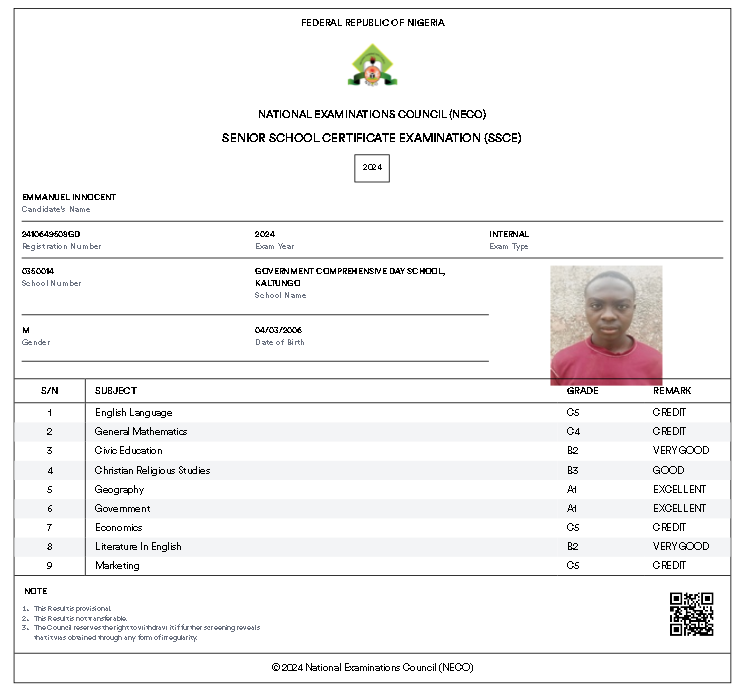 FEDERAL REPUBLIC OF NIGERIA
NATIONAL EXAMINATIONS COUNCIL (NECO)
SENIOR SCHOOL CERTIFICATE EXAMINATION (SSCE)
2024
EMMANUEL INNOCENT
Candidate's Name
2410649509GD 2024 INTERNAL
Registration Number Exam Year Exam Type
0350014 GOVERNMENT COMPREHENSIVE DAY SCHOOL,
KALTUNGO
School Number School Name
M 04/03/2006
Gender Date of Birth
S/N SUBJECT GRADE REMARK
1 English Language C5 CREDIT
2 General Mathematics C4 CREDIT
3 Civic Education B2 VERY GOOD
4 Christian Religious Studies B3 GOOD
5 Geography A1 EXCELLENT
6 Government A1 EXCELLENT
7 Economics C5 CREDIT
8 Literature In English B2 VERY GOOD
9 Marketing C5 CREDIT
NOTE
1. This Result is provisional.
2. This Result is not transferable.
3. The Council reserves the right to withdraw it if further screening reveals
that it was obtained through any form of irregularity.
© 2024 National Examinations Council (NECO)